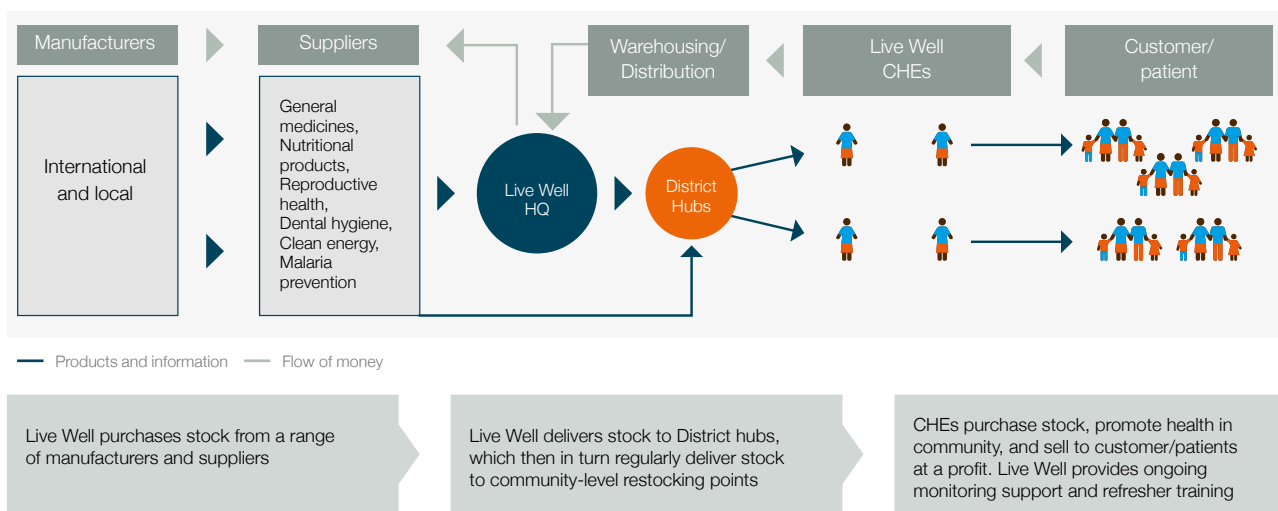 Manufacturers
Suppliers
Warehousing/
Distribution
Live Well
CHEs
Customer/
patient
International
and local
General
medicines,
Nutritional
products,
Reproductive
health,
Dental hygiene,
Clean energy,
Malaria
prevention
Live Well
HQ
District
Hubs
Products and information
Flow of money
Live Well purchases stock from a range
of manufacturers and suppliers
Live Well delivers stock to District hubs,
which then in turn regularly deliver stock
to community-level restocking points
CHEs purchase stock, promote health in
community, and sell to customer/patients
at a profit. Live Well provides ongoing
monitoring support and refresher training